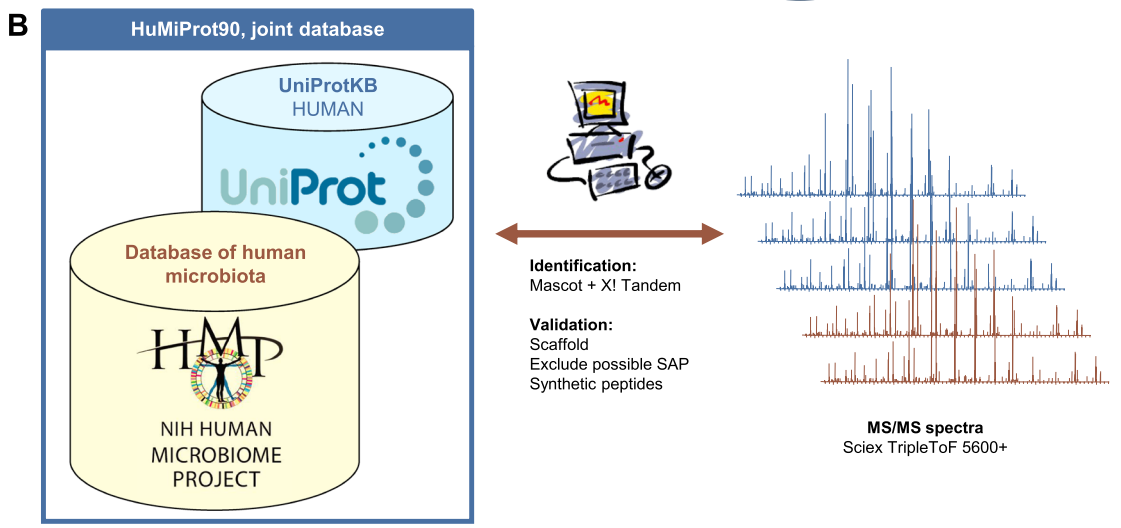 B
HuMiProt90, joint database
UniProtKB
HUMAN
UniProt
Database of human
microbiota
HMP
NIH HUMAN
MICROBIOME
PROJECT
Identification:
Mascot + X! Tandem
Validation:
Scaffold
Exclude possible SAP
Synthetic peptides
MS/MS spectra
Sciex TripleToF 5600+